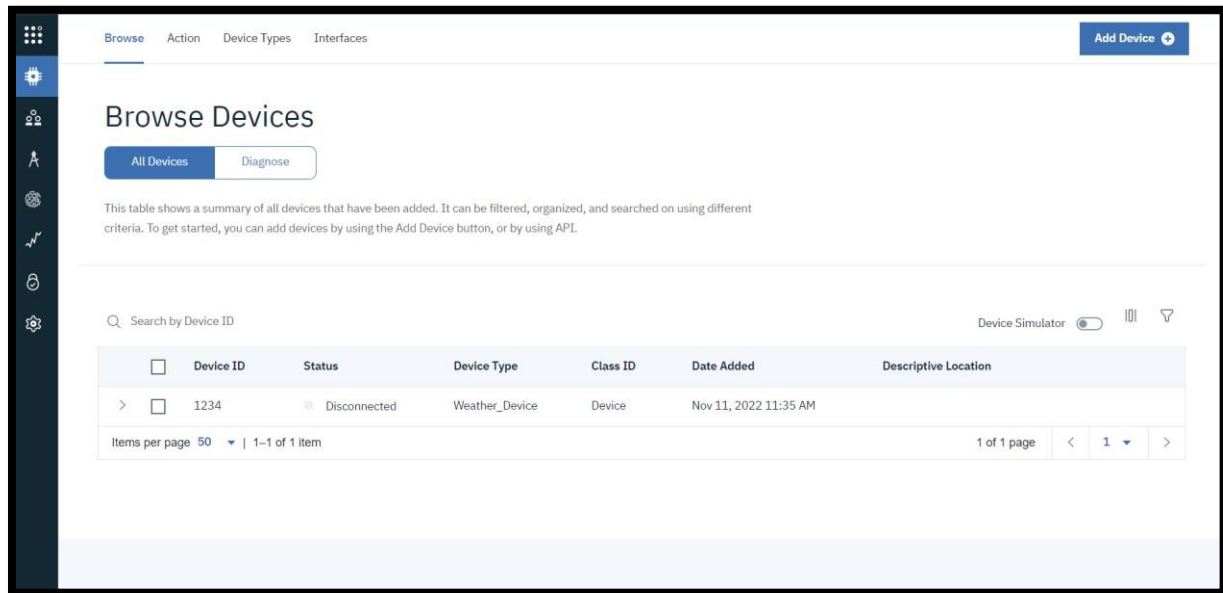 Browse Action Device Types Interfaces Add Device
Browse Devices
All Devices Diagnose
This table shows a summary of all devices that have been added. It can be filtered, organized, and searched on using different
criteria. To get started, you can add devices by using the Add Device button, or by using API.
Search by Device ID Device Simulator
Device ID Status Device Type Class ID Date Added Descriptive Location
1234 Disconnected Weather_Device Device Nov 11, 2022 11:35 AM
Items per page 50 | 1–1 of 1 item 1 of 1 page 1